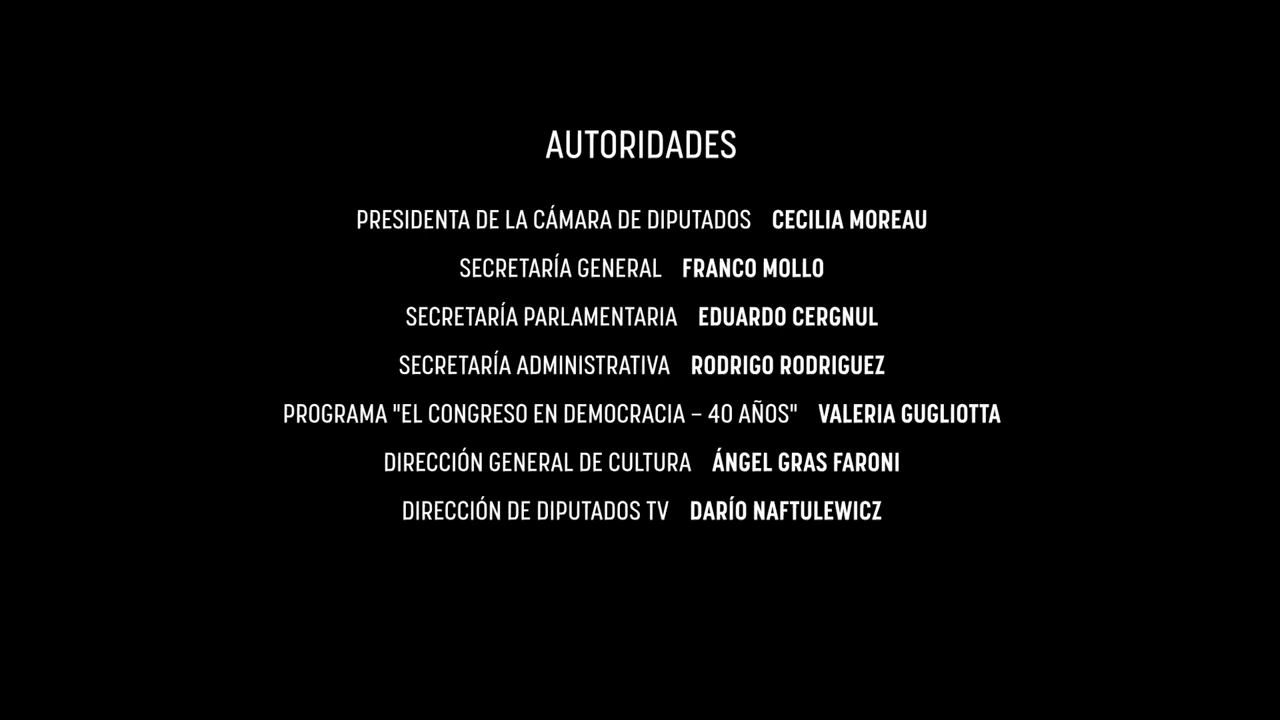 AUTORIDADES
PRESIDENTA DE LA CÁMARA DE DIPUTADOS CECILIA MOREAU
SECRETARÍA GENERAL FRANCO MOLLO
SECRETARÍA PARLAMENTARIA EDUARDO CERGNUL
SECRETARÍA ADMINISTRATIVA RODRIGO RODRIGUEZ
PROGRAMA "EL CONGRESO EN DEMOCRACIA – 40 AÑOS" VALERIA GUGLIOTTA
DIRECCIÓN GENERAL DE CULTURA ÁNGEL GRAS FARONI
DIRECCIÓN DE DIPUTADOS TV DARÍO NAFTULEWICZ